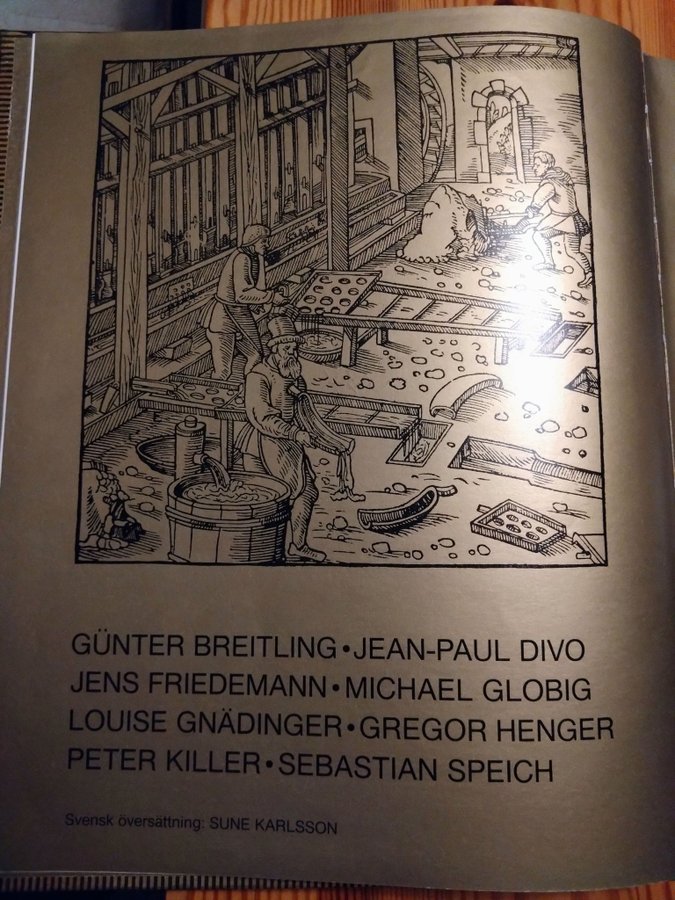 GÜNTER BREITLING•JEAN-PAUL DIVO
JENS FRIEDEMANN•MICHAEL GLOBIG
LOUISE GNÄDINGER•GREGOR HENGER
PETER KILLER•SEBASTIAN SPEICH
Svensk översättning: SUNE KARLSSON